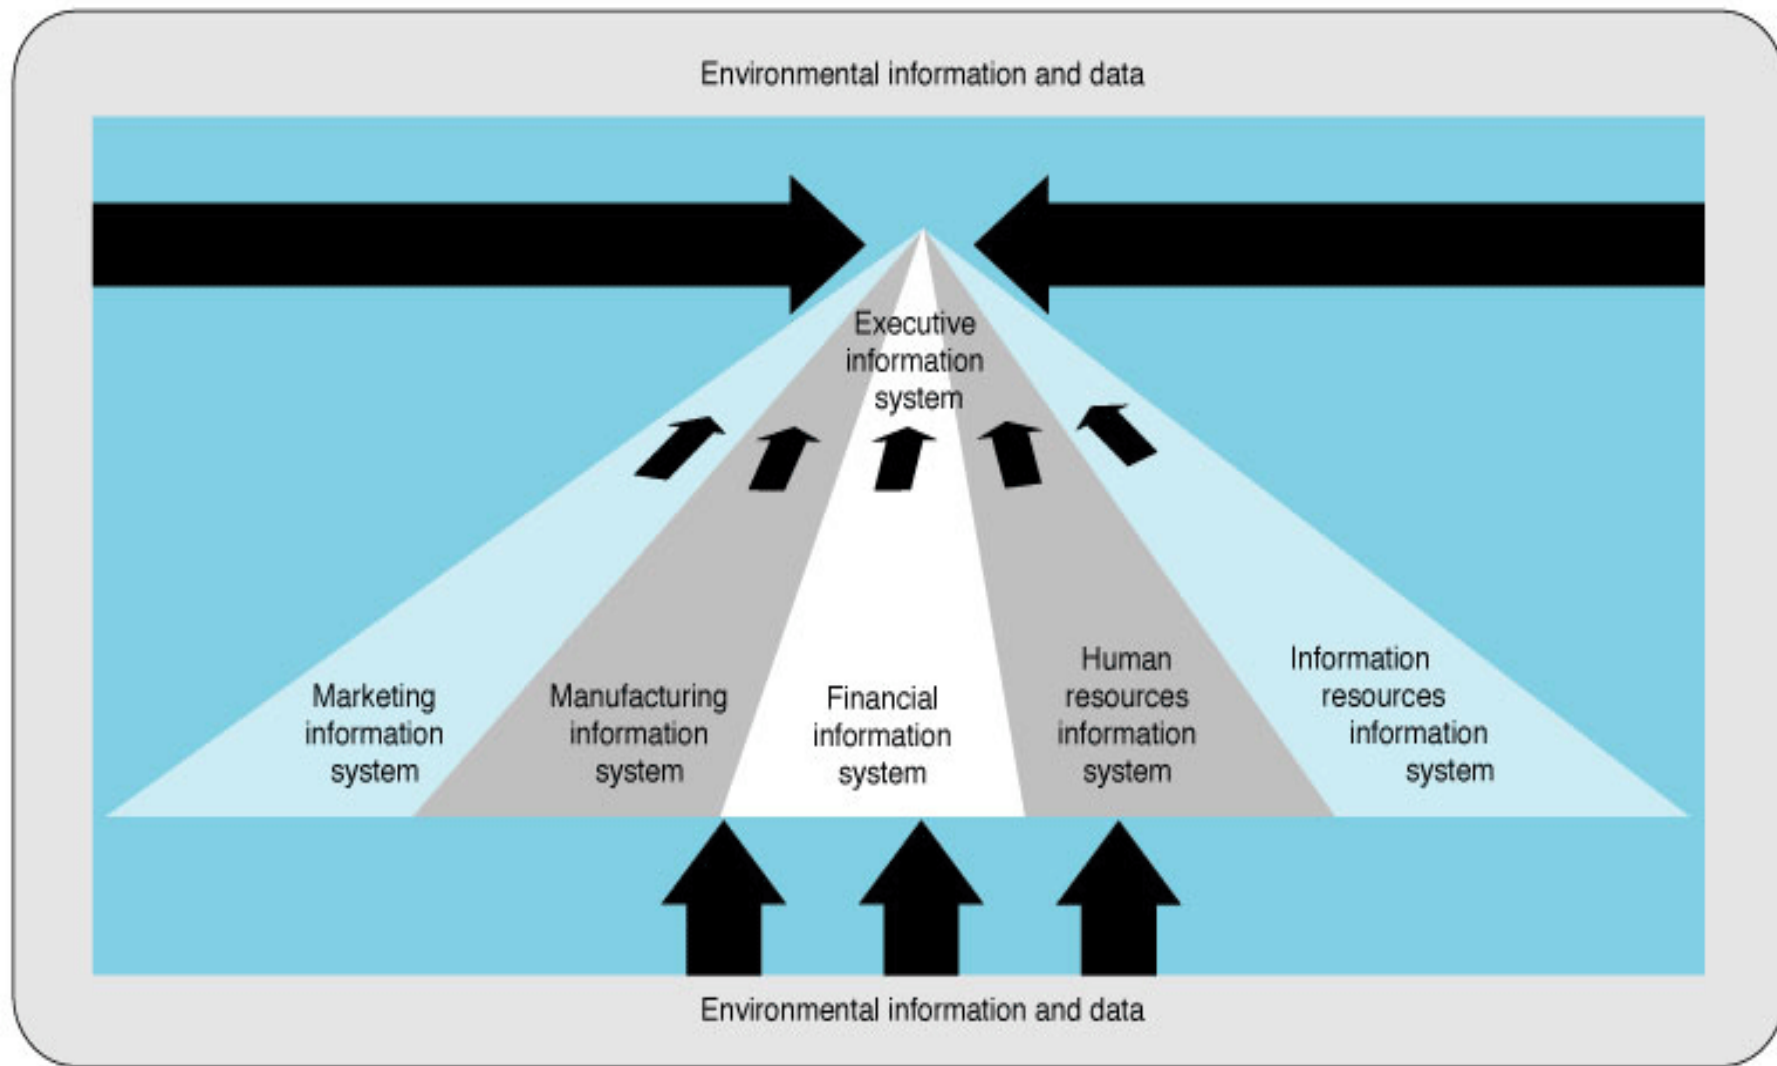 Environmental information and data
Executive
information
system
Marketing
information
system
Manufacturing
information
system
Financial
information
system
Human
resources
information
system
Information
resources
information
system
Environmental information and data